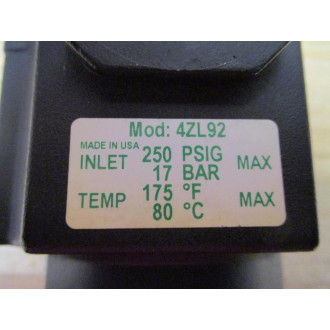 Mod: 4ZL92
MADE IN USA
INLET 250 PSIG MAX
17 BAR
TEMP 175 °F MAX
80 °C